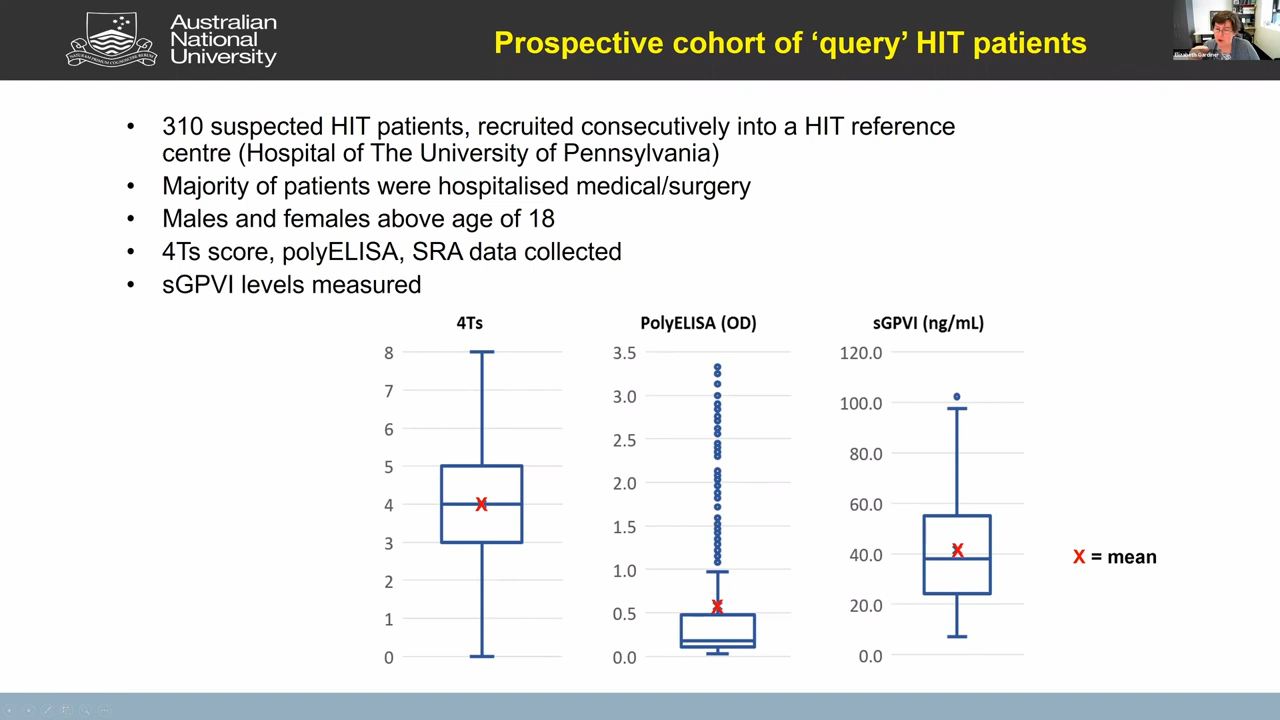 Australian
National
University
Prospective cohort of ‘query’ HIT patients
Elizabeth Gardiner
• 310 suspected HIT patients, recruited consecutively into a HIT reference
centre (Hospital of The University of Pennsylvania)
• Majority of patients were hospitalised medical/surgery
• Males and females above age of 18
• 4Ts score, polyELISA, SRA data collected
• sGPVI levels measured
4Ts
8
7
6
5
4
3
2
1
0
X
PolyELISA (OD)
3.5
3.0
2.5
2.0
1.5
1.0
0.5
0.0
X
sGPVI (ng/mL)
120.0
100.0
80.0
60.0
40.0
20.0
0.0
X
X = mean